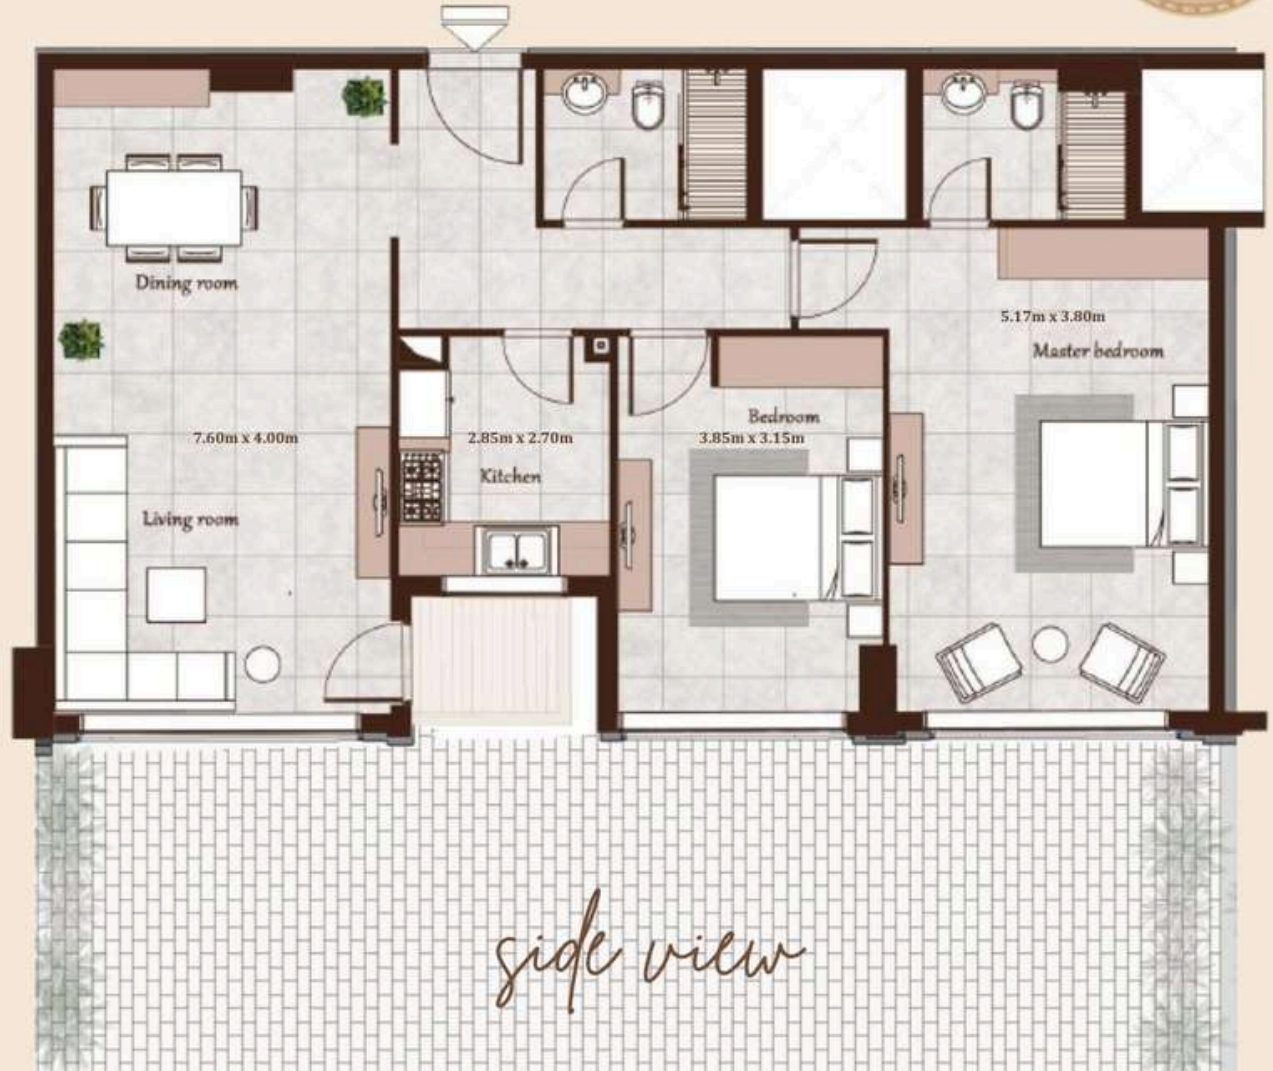 Dining room
5.17m x 3.80m
Master bedroom
Bedroom
7.60m x 4.00m
2.85m x 2.70m
3.85m x 3.15m
Kitchen
Living room
side view